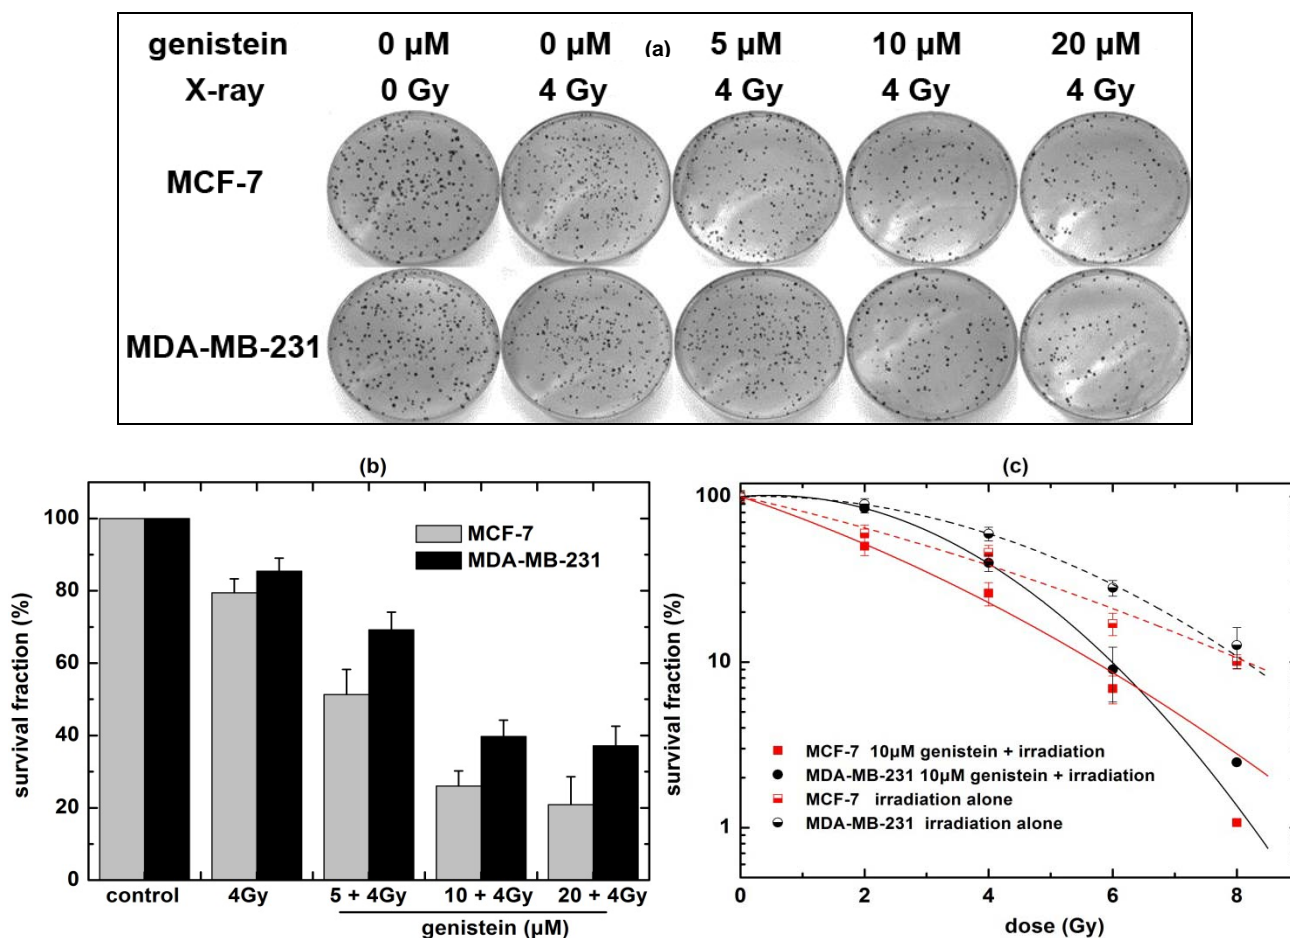 genistein 0 µM 0 µM (a) 5 µM 10 µM 20 µM
X-ray 0 Gy 4 Gy 4 Gy 4 Gy 4 Gy
MCF-7
MDA-MB-231
(b)
100
80
60
40
20
0
survival fraction (%)
MCF-7
MDA-MB-231
control 4Gy 5 + 4Gy 10 + 4Gy 20 + 4Gy
genistein (µM)
(c)
100
10
1
survival fraction (%)
MCF-7 10µM genistein + irradiation
MDA-MB-231 10µM genistein + irradiation
MCF-7 irradiation alone
MDA-MB-231 irradiation alone
0 2 4 6 8
dose (Gy)